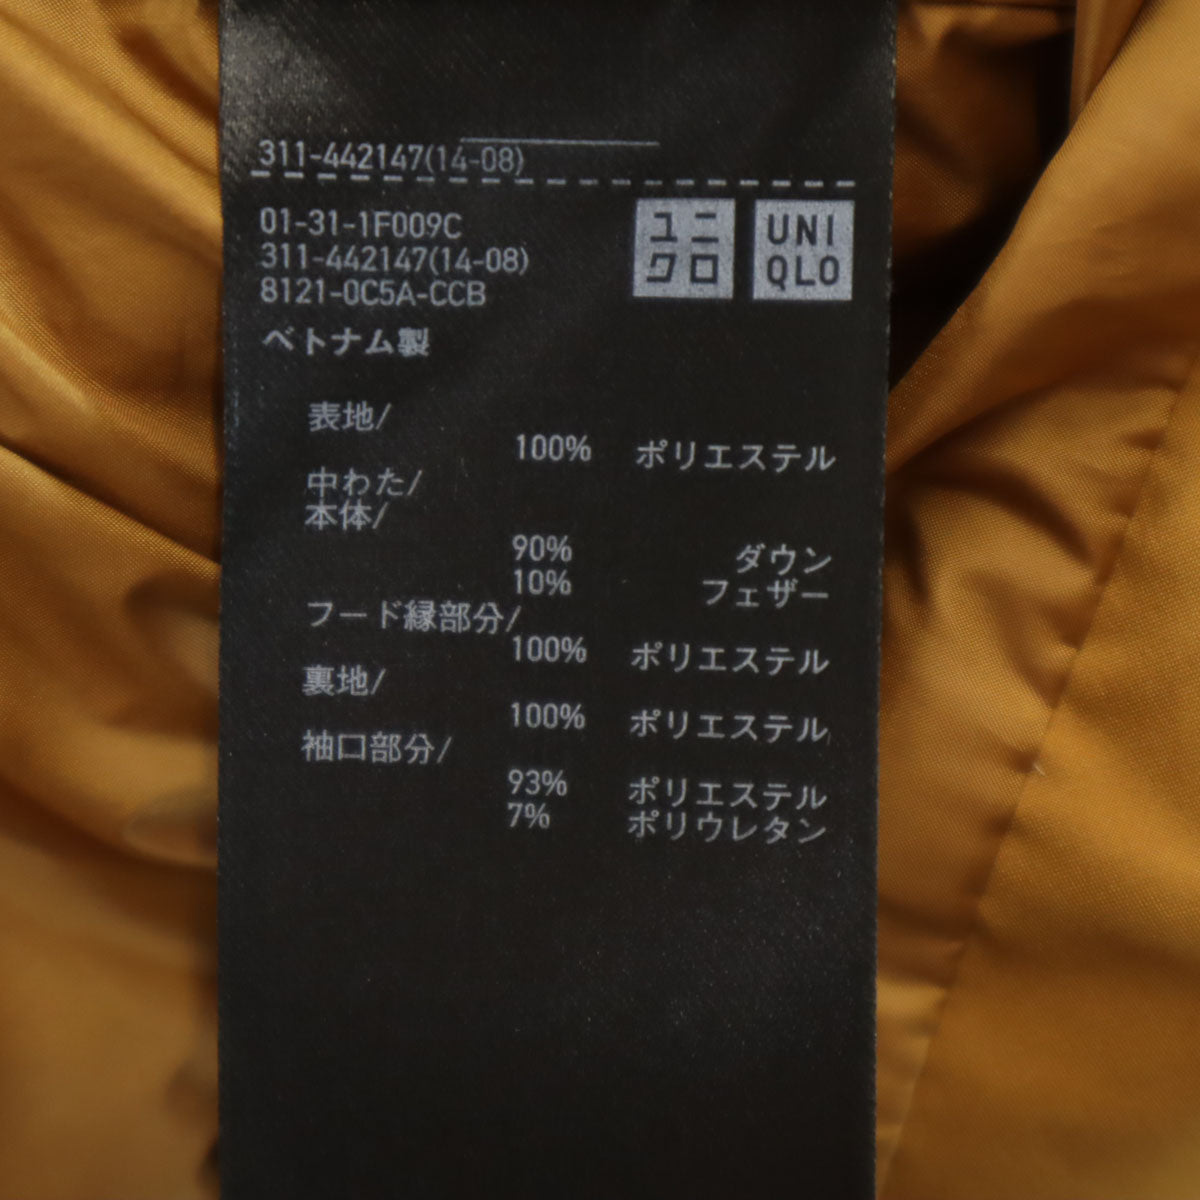 311-442147(14-08)
01-31-1F009C
311-442147(14-08)
8121-0C5A-CCB
ユニ
クロ
UNI
QLO
ベトナム製
表地/
100% ポリエステル
中わた/
本体/
90% ダウン
10% フェザー
フード縁部分/
100% ポリエステル
裏地/
100% ポリエステル
袖口部分/
93% ポリエステル
7% ポリウレタン